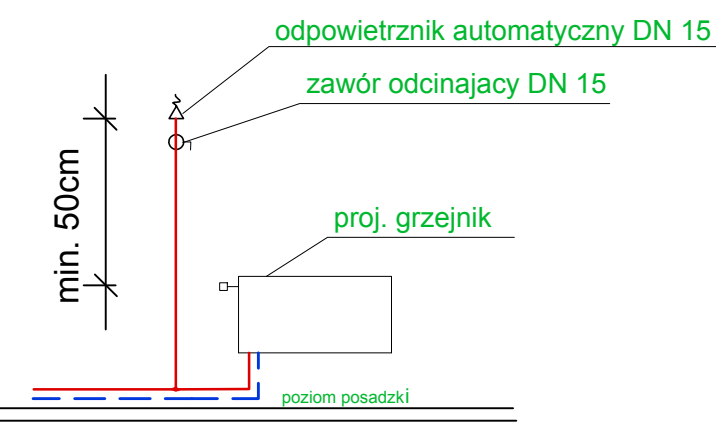 odpowietrznik automatyczny DN 15
zawór odcinajacy DN 15
min. 50cm
proj. grzejnik
poziom posadzki